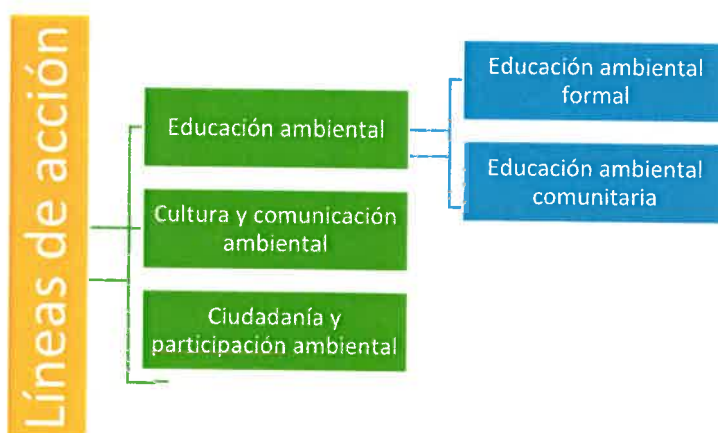 Líneas de acción
Educación ambiental
Educación ambiental
formal
Educación ambiental
comunitaria
Cultura y comunicación
ambiental
Ciudadanía y
participación ambiental